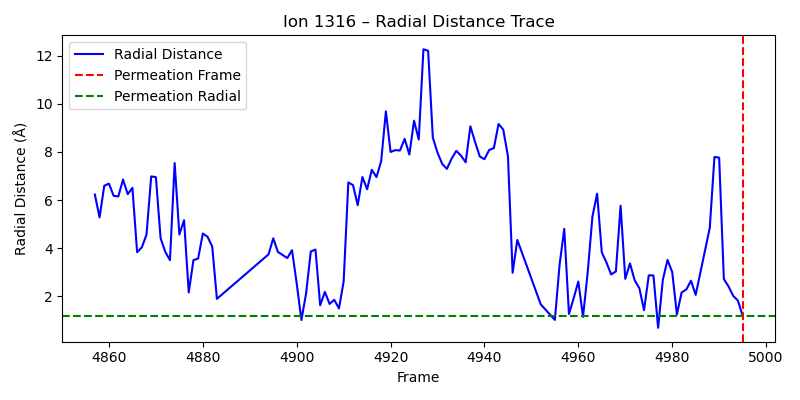 Ion 1316 – Radial Distance Trace
Radial Distance
Permeation Frame
Permeation Radial
Radial Distance (Å)
12
10
8
6
4
2
4860 4880 4900 4920 4940 4960 4980 5000
Frame